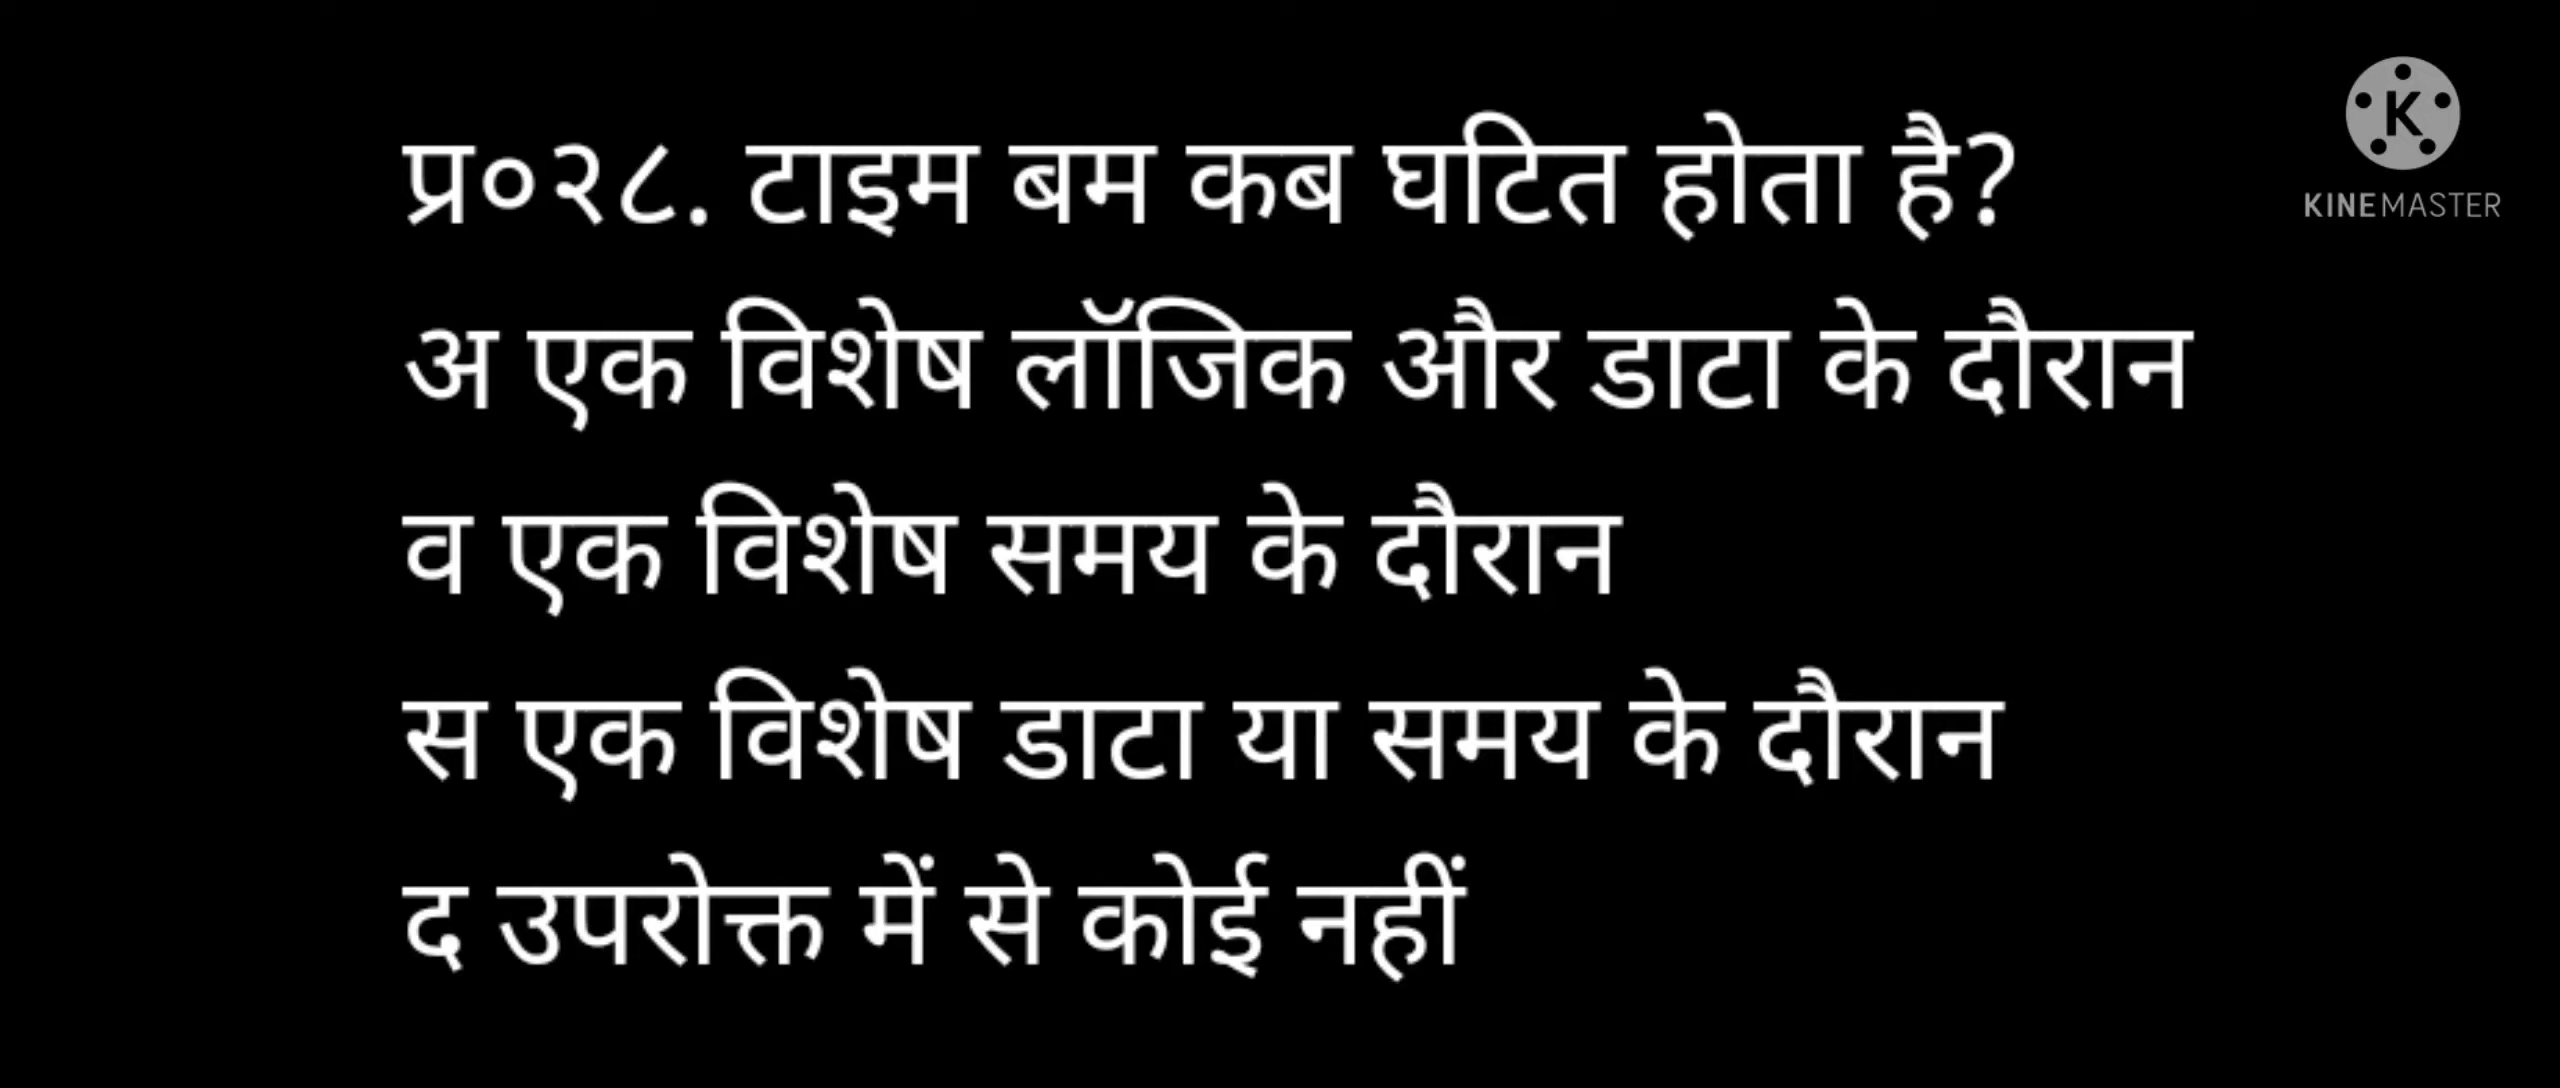 प्र०२८. टाइम बम कब घटित होता है?
अ एक विशेष लॉजिक और डाटा के दौरान
व एक विशेष समय के दौरान
स एक विशेष डाटा या समय के दौरान
द उपरोक्त में से कोई नहीं
K
KINEMASTER